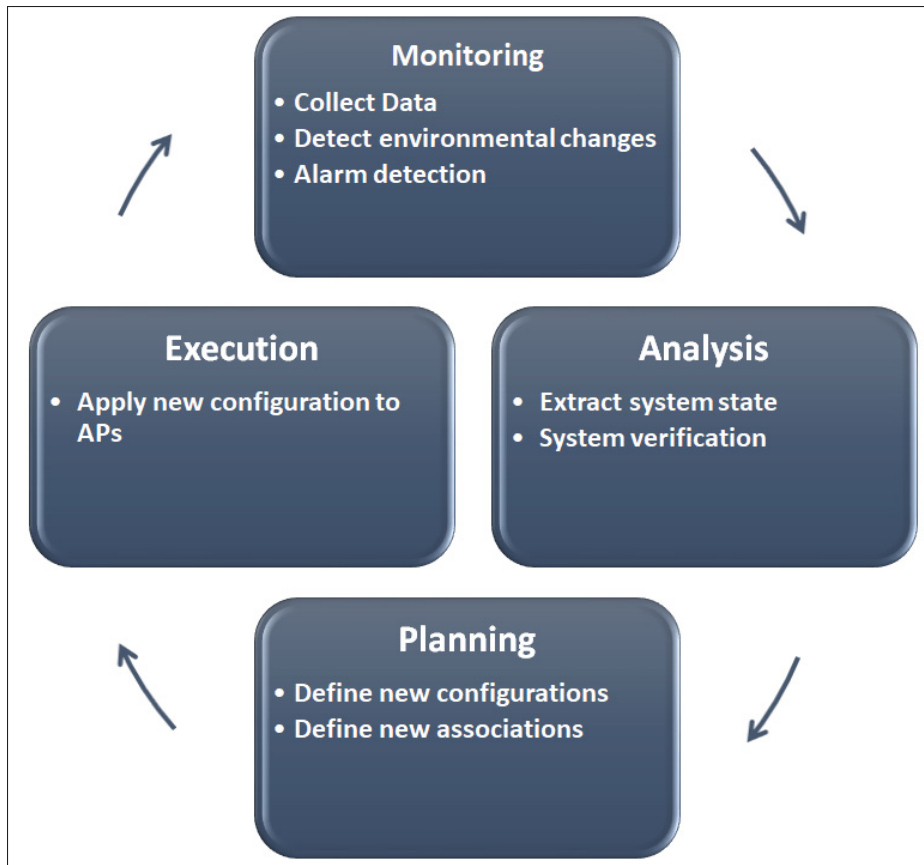 Monitoring
• Collect Data
• Detect environmental changes
• Alarm detection
Execution
• Apply new configuration to
APs
Analysis
• Extract system state
• System verification
Planning
• Define new configurations
• Define new associations